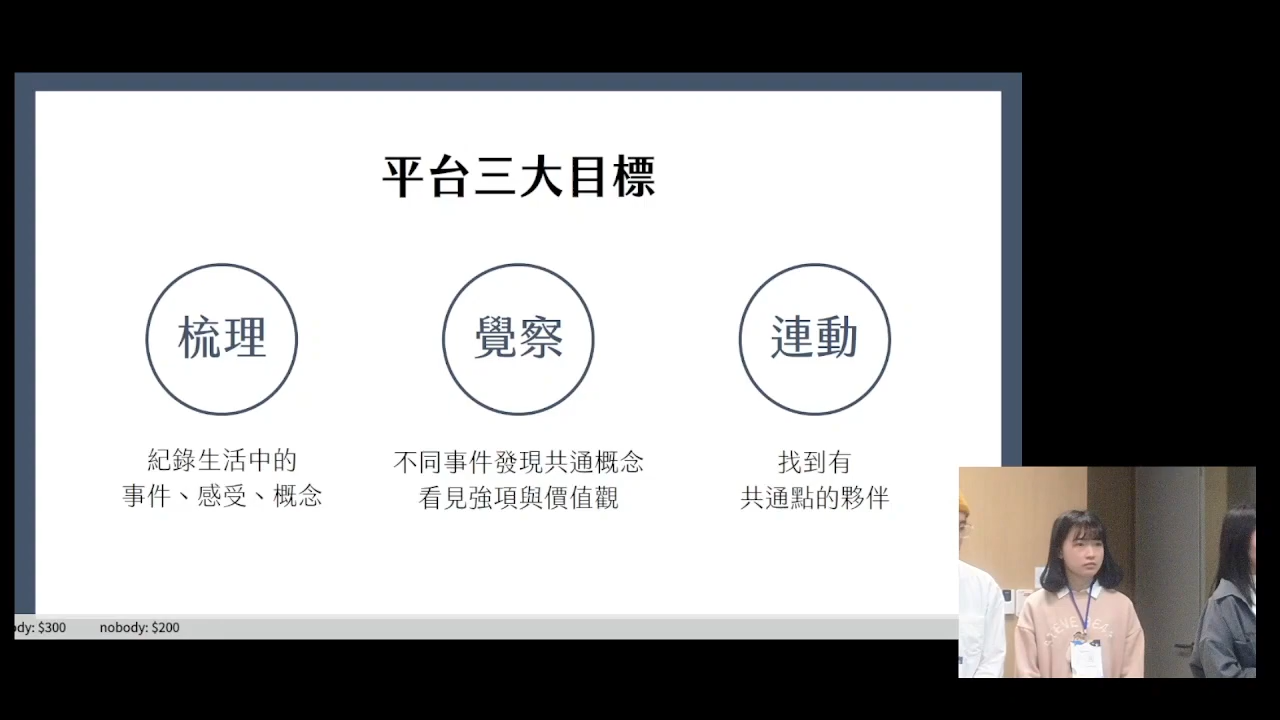 平台三大目標
梳理
覺察
連動
紀錄生活中的
事件、感受、概念
不同事件發現共通概念
看見強項與價值觀
找到有
共通點的夥伴
dy: $300
nobody: $200